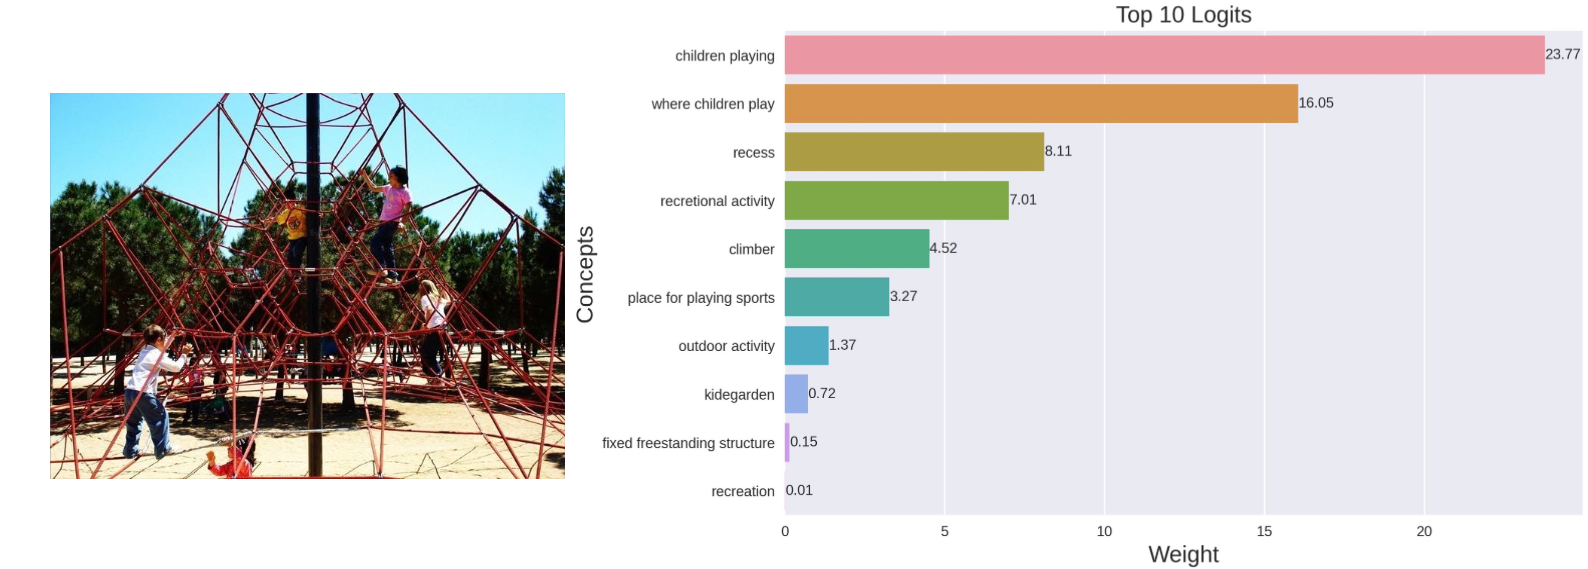 Top 10 Logits
children playing 23.77
where children play 16.05
recess 8.11
recretional activity 7.01
climber 4.52
place for playing sports 3.27
outdoor activity 1.37
kidegarden 0.72
fixed freestanding structure 0.15
recreation 0.01
Concepts
0 5 10 15 20
Weight